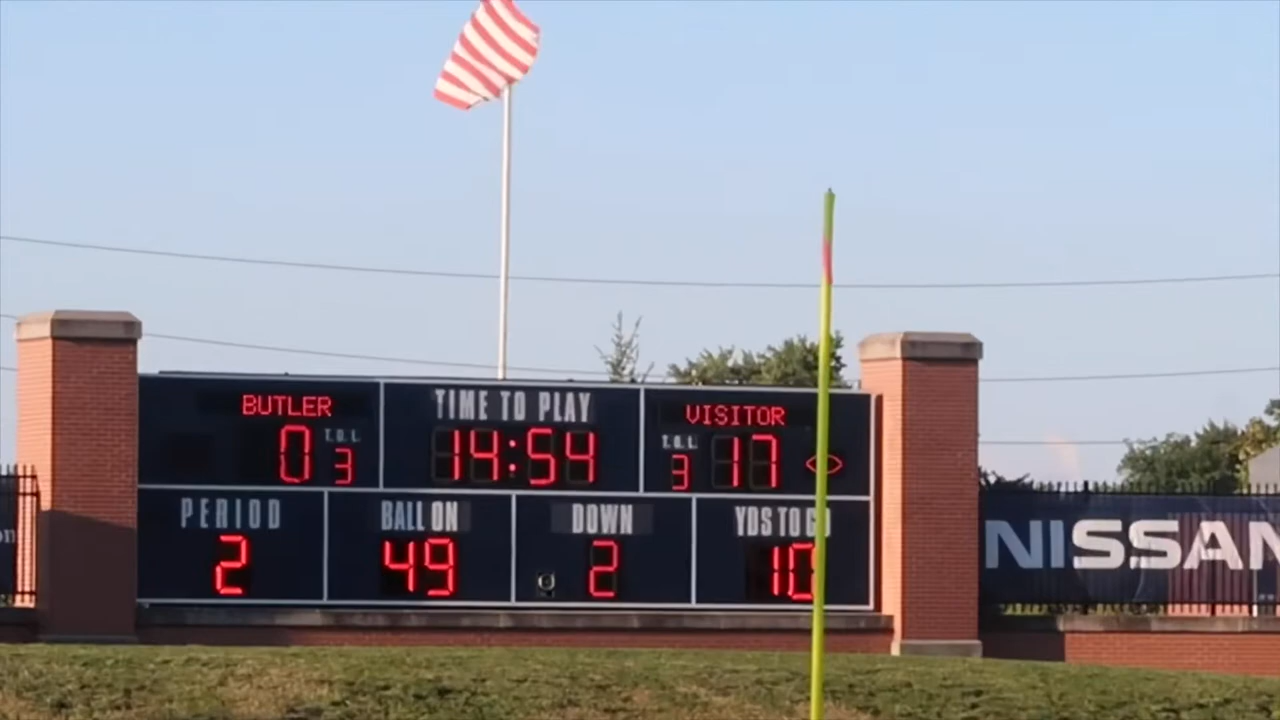 BUTLER
0 T.O.L. 3
TIME TO PLAY
14:54
VISITOR
T.O.L. 3 17
PERIOD
2
BALL ON
49
DOWN
2
YDS TO GO
10
NISSAN